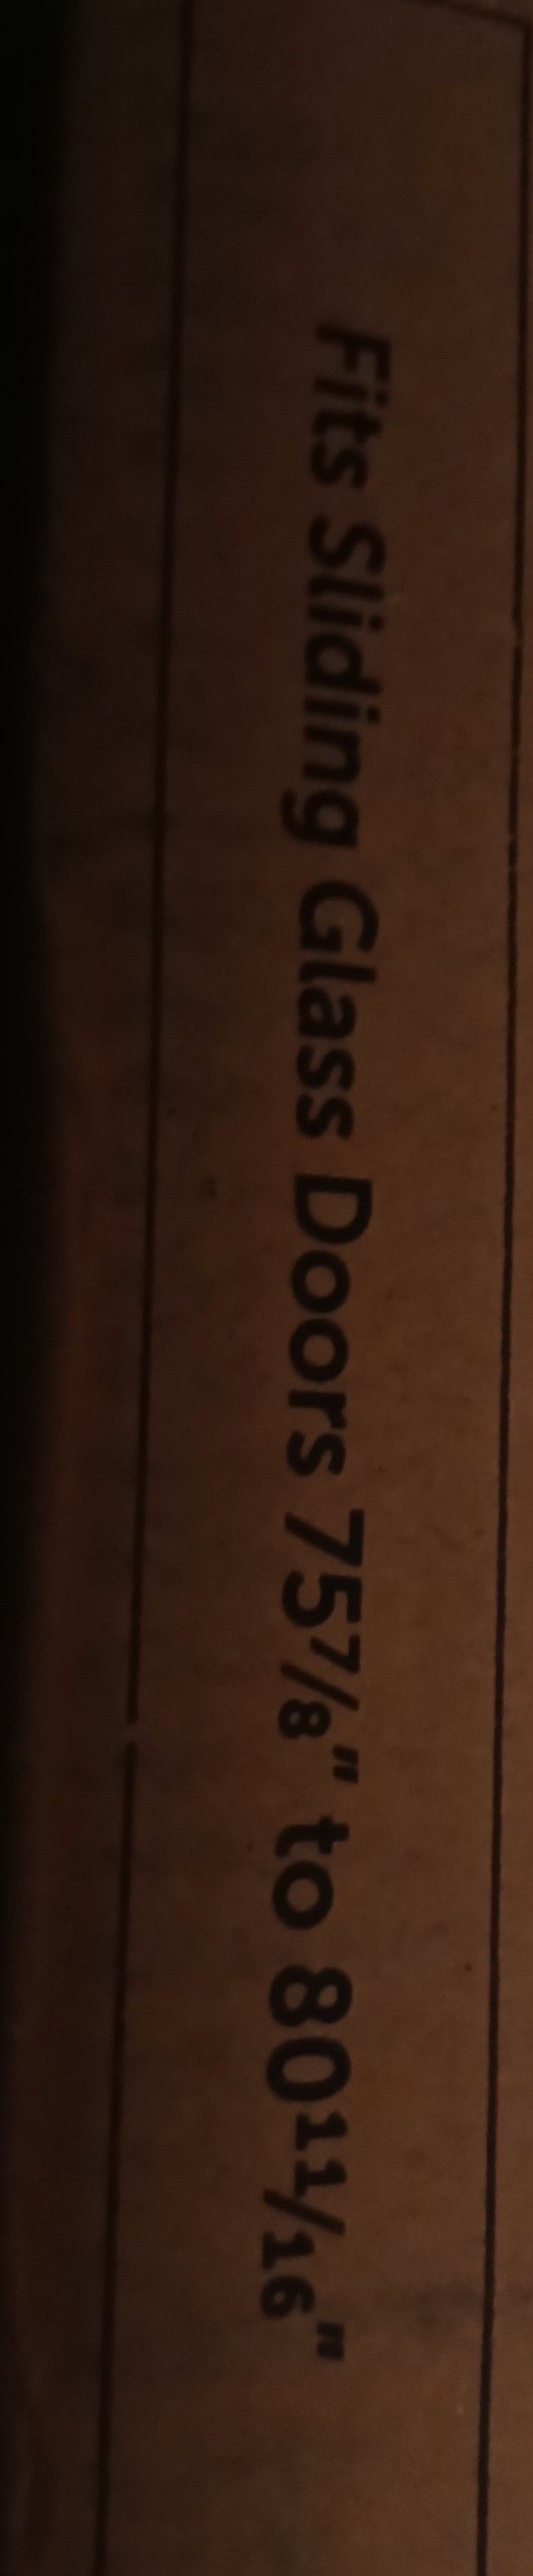 Fits Sliding Glass Doors 75⅞" to 80¹¹/₁₆"